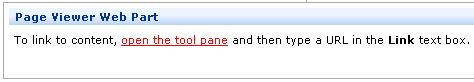 Page Viewer Web Part
To link to content, open the tool pane and then type a URL in the Link text box.